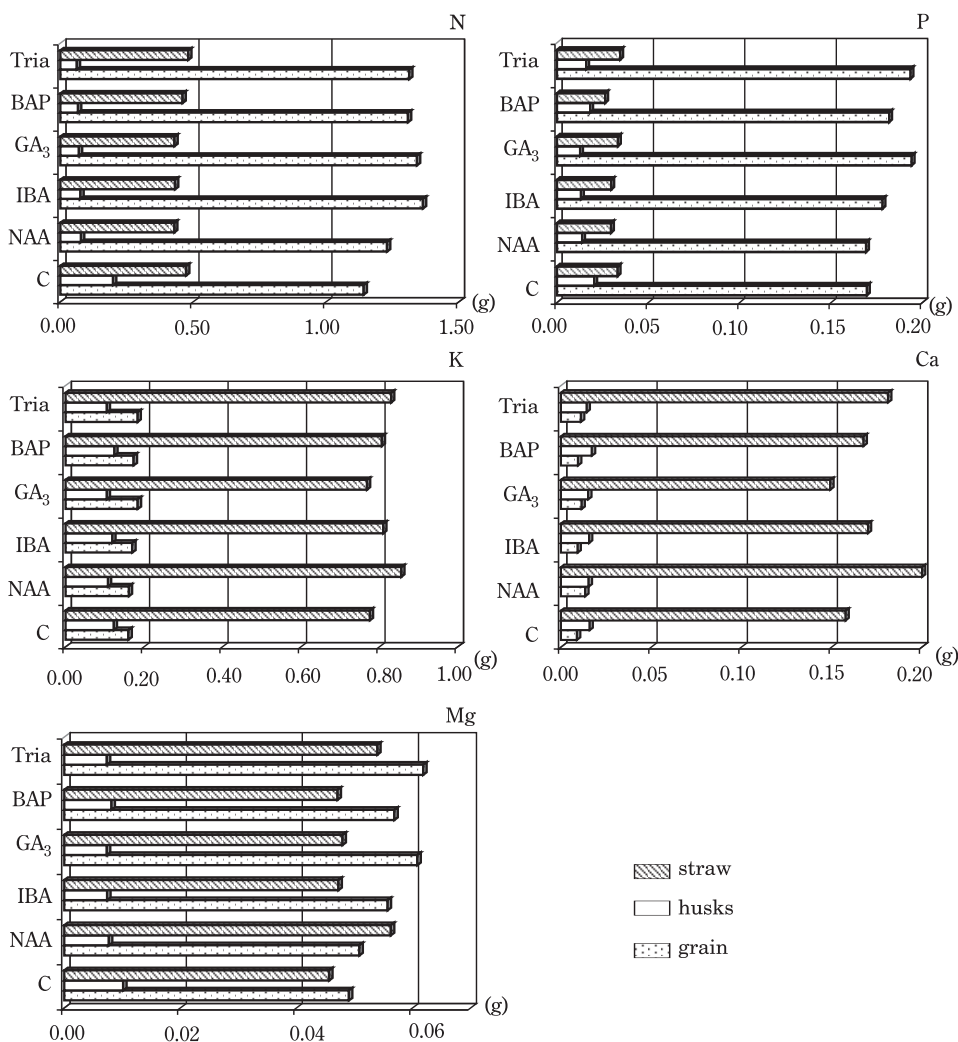 N
Tria
BAP
GA₃
IBA
NAA
C
0.00 0.50 1.00 1.50 (g)
P
Tria
BAP
GA₃
IBA
NAA
C
0.00 0.05 0.10 0.15 0.20 (g)
K
Tria
BAP
GA₃
IBA
NAA
C
0.00 0.20 0.40 0.60 0.80 1.00 (g)
Ca
Tria
BAP
GA₃
IBA
NAA
C
0.00 0.05 0.10 0.15 0.20 (g)
Mg
Tria
BAP
GA₃
IBA
NAA
C
0.00 0.02 0.04 0.06 (g)
straw
husks
grain